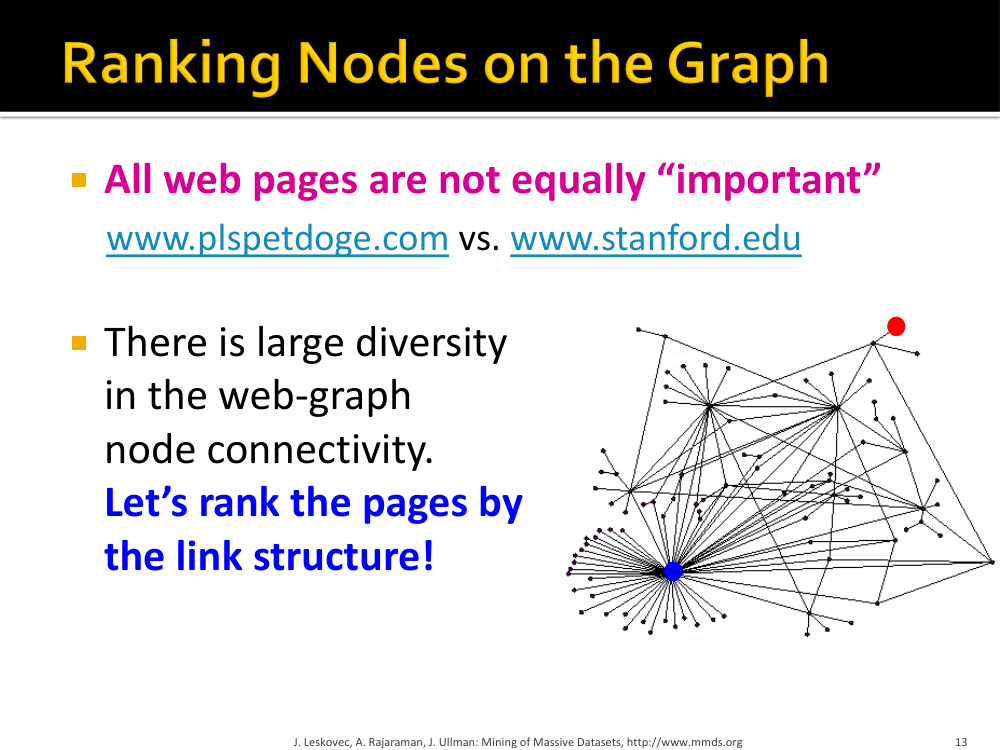 Ranking Nodes on the Graph
All web pages are not equally “important”
www.plspetdoge.com vs. www.stanford.edu
There is large diversity
in the web-graph
node connectivity.
Let’s rank the pages by
the link structure!
J. Leskovec, A. Rajaraman, J. Ullman: Mining of Massive Datasets, http://www.mmds.org
13